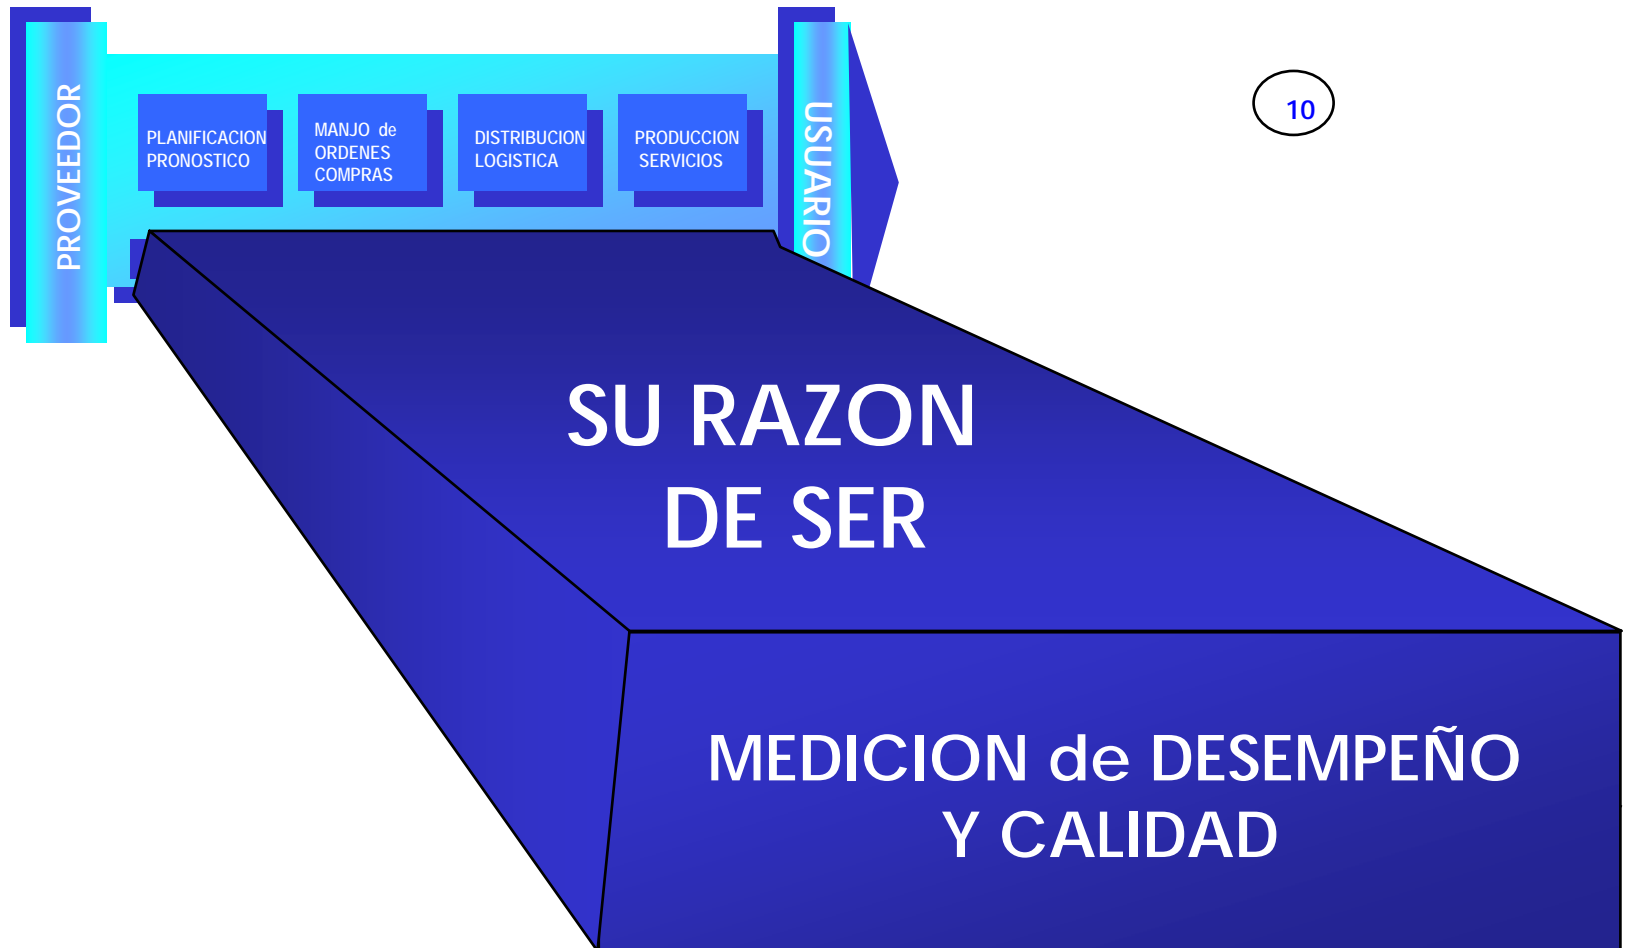 PROVEEDOR
PLANIFICACION
PRONOSTICO
MANJO de
ORDENES
COMPRAS
DISTRIBUCION
LOGISTICA
PRODUCCION
SERVICIOS
USUARIO
10
SU RAZON
DE SER
MEDICION de DESEMPEÑO
Y CALIDAD